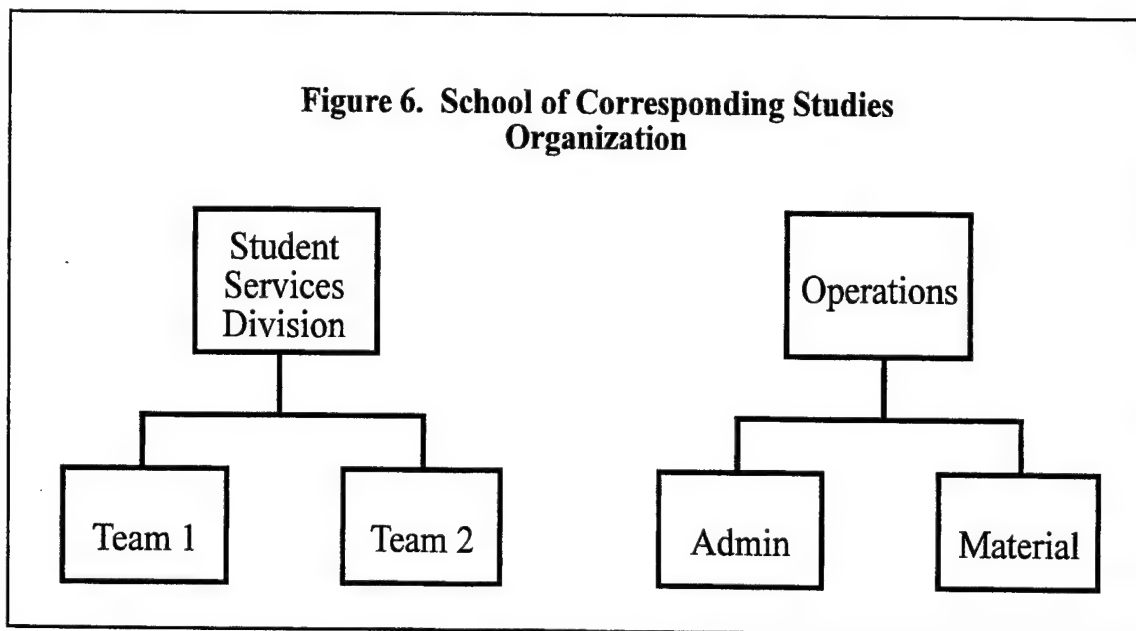 Figure 6. School of Corresponding Studies
Organization
Student
Services
Division
Operations
Team 1
Team 2
Admin
Material